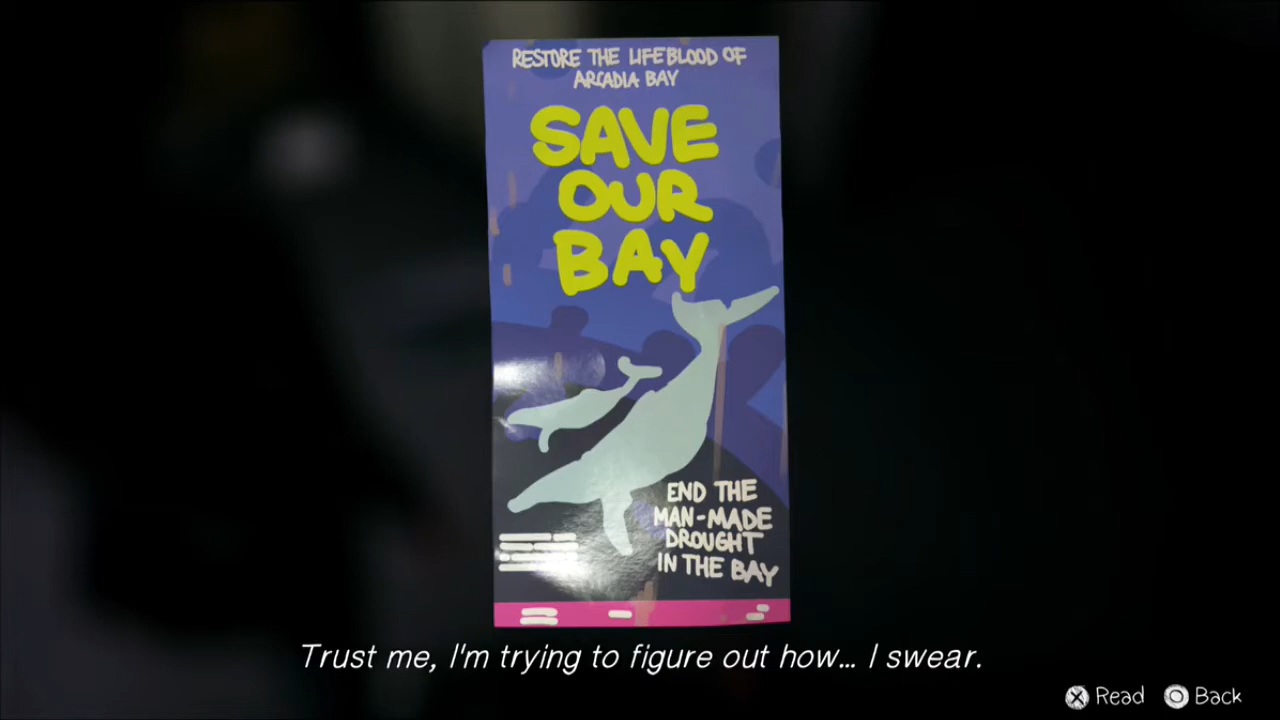 RESTORE THE LIFEBLOOD OF
ARCADIA BAY
SAVE
OUR
BAY
END THE
MAN-MADE
DROUGHT
IN THE BAY
Trust me, I'm trying to figure out how... I swear.
Read Back